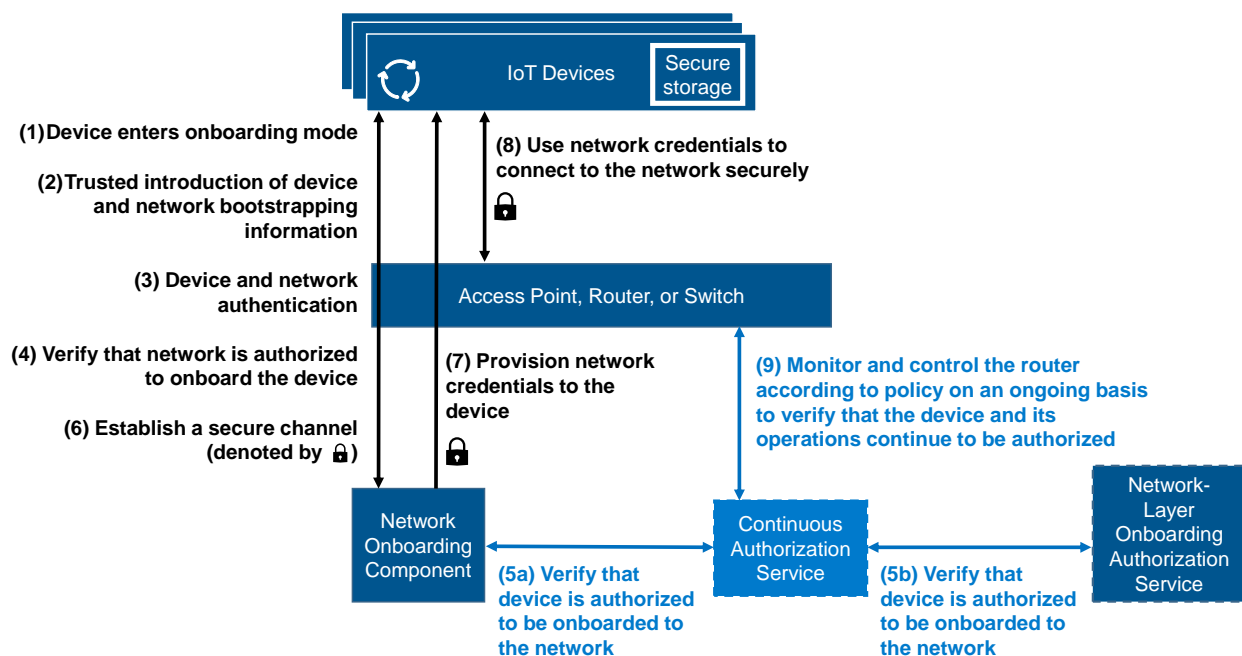 IoT Devices
Secure
storage
(1)Device enters onboarding mode
(2)Trusted introduction of device
and network bootstrapping
information
(3) Device and network
authentication
(4) Verify that network is authorized
to onboard the device
(6) Establish a secure channel
(denoted by )
(8) Use network credentials to
connect to the network securely
Access Point, Router, or Switch
(7) Provision network
credentials to the
device
(9) Monitor and control the router
according to policy on an ongoing basis
to verify that the device and its
operations continue to be authorized
Network
Onboarding
Component
(5a) Verify that
device is authorized
to be onboarded to
the network
Continuous
Authorization
Service
(5b) Verify that
device is authorized
to be onboarded to
the network
Network-
Layer
Onboarding
Authorization
Service